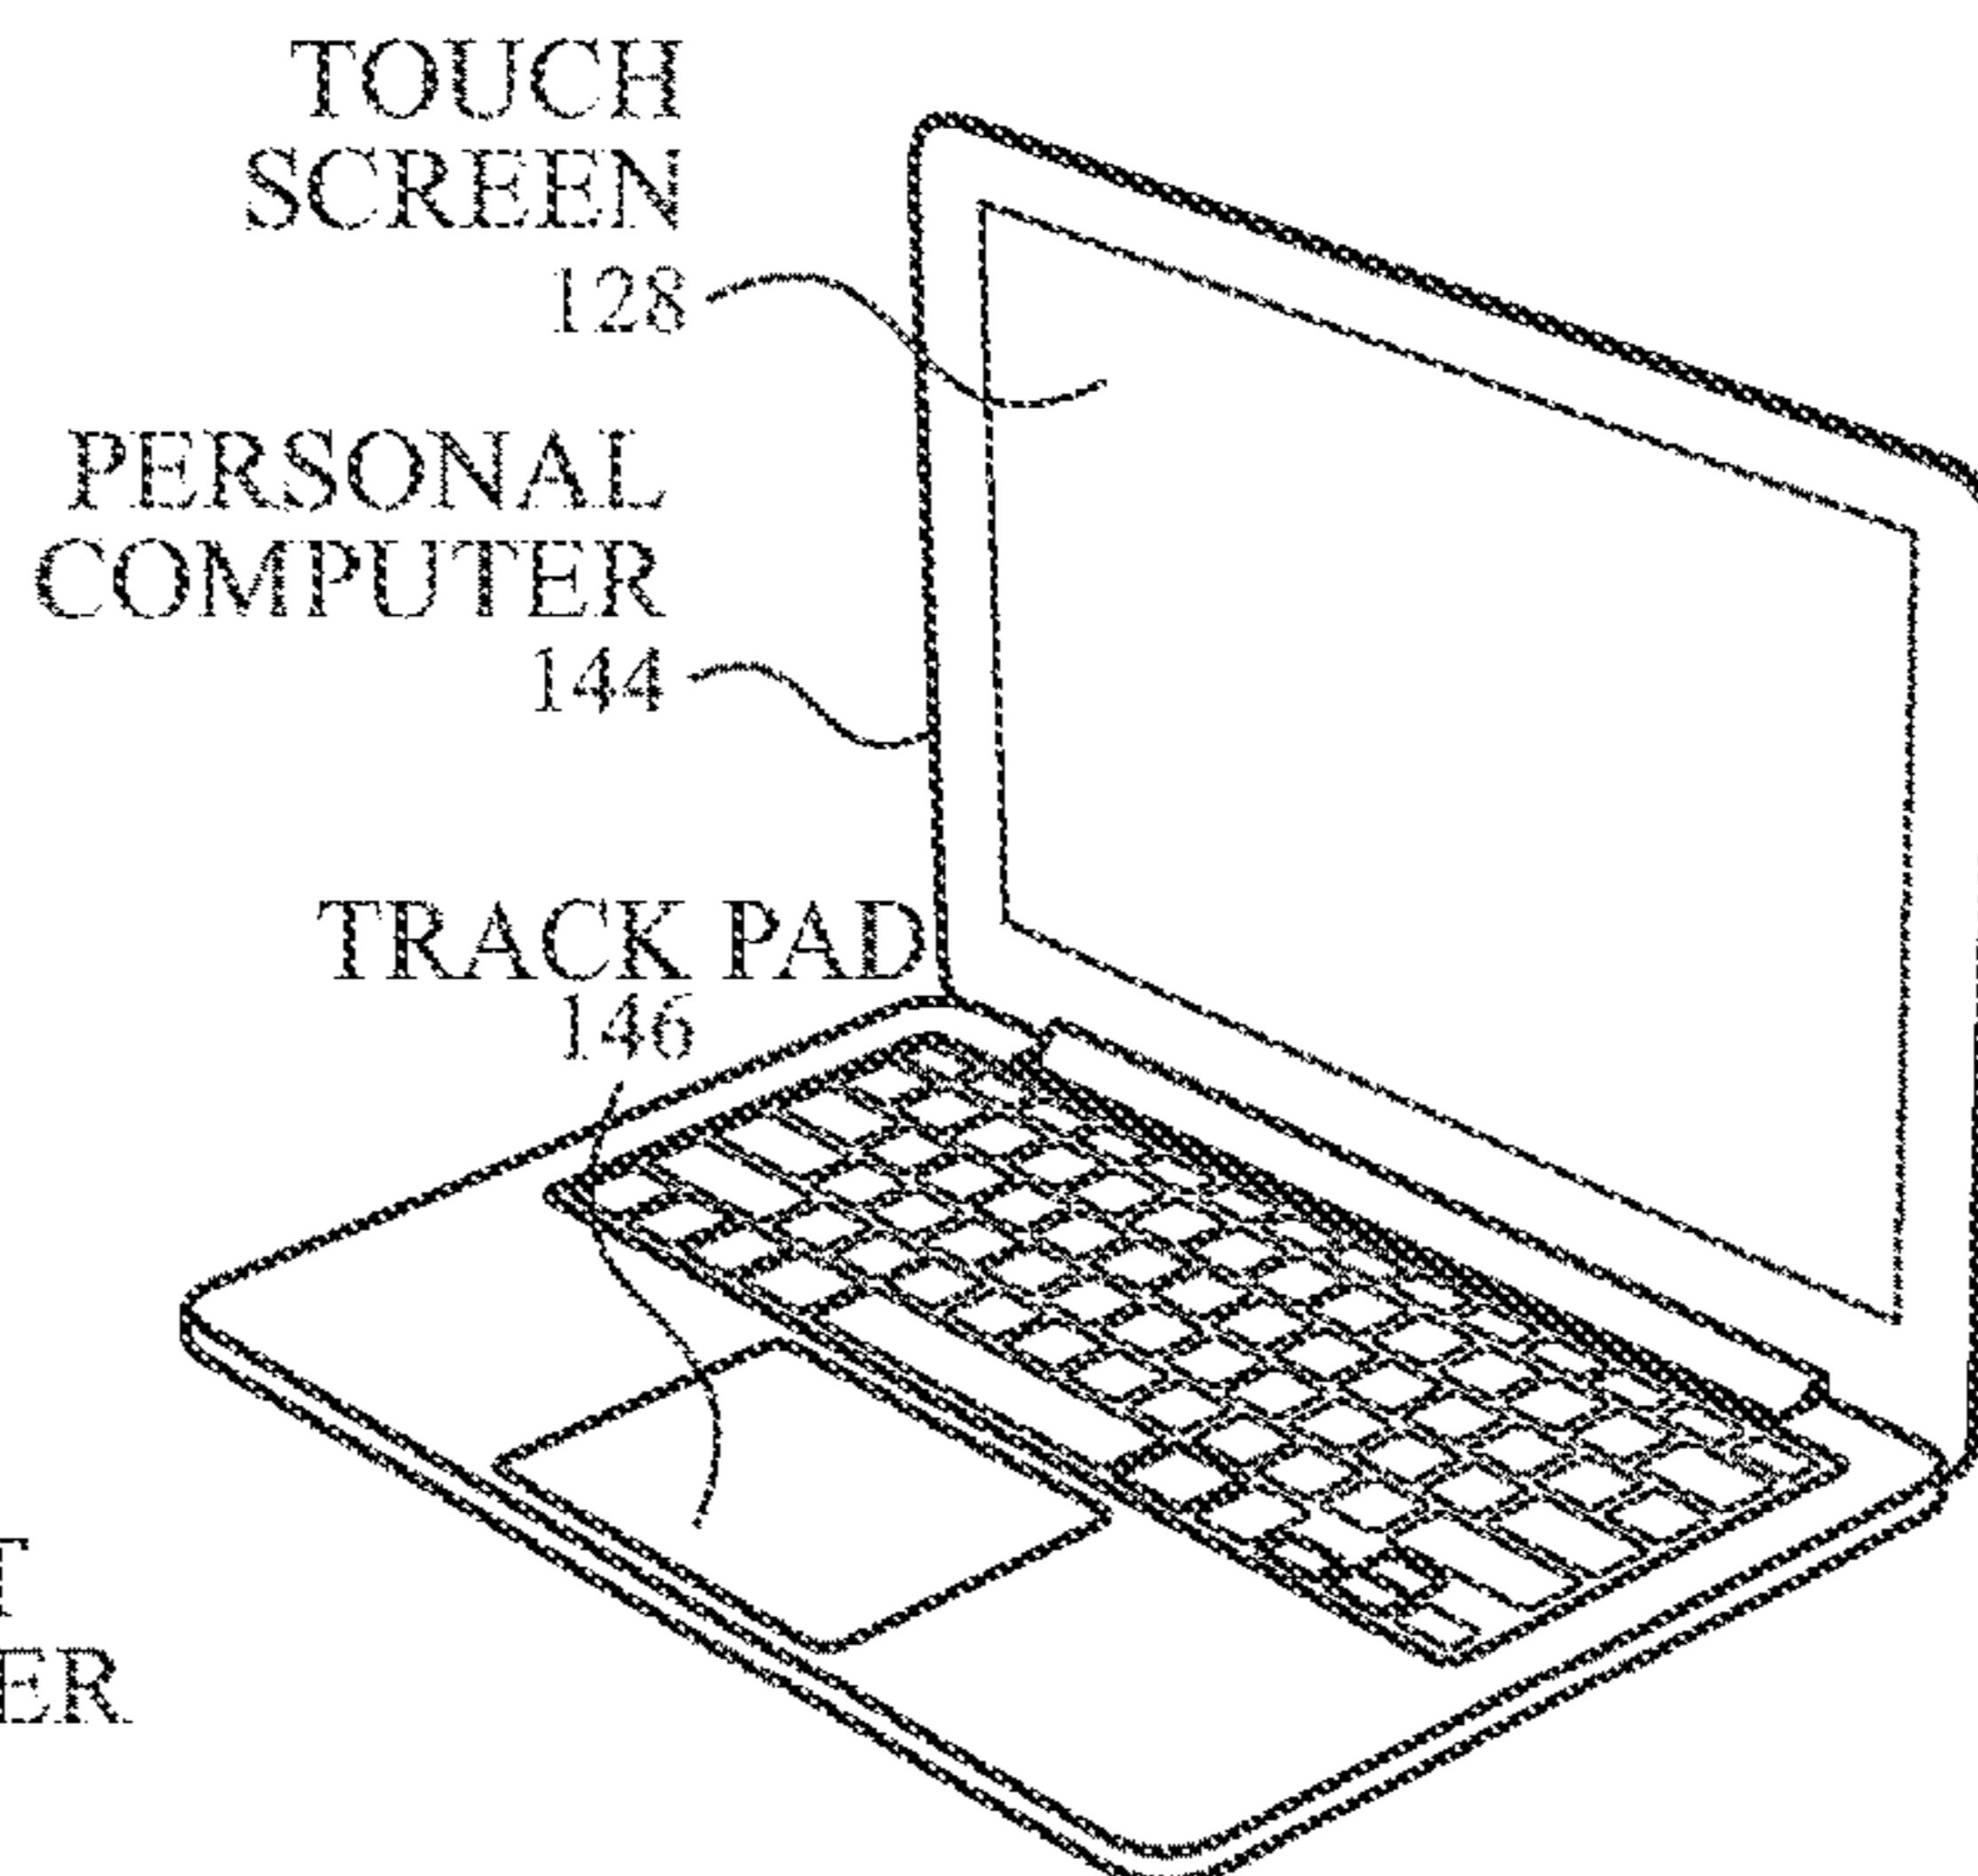 TOUCH
SCREEN
128
PERSONAL
COMPUTER
144
TRACK PAD
146